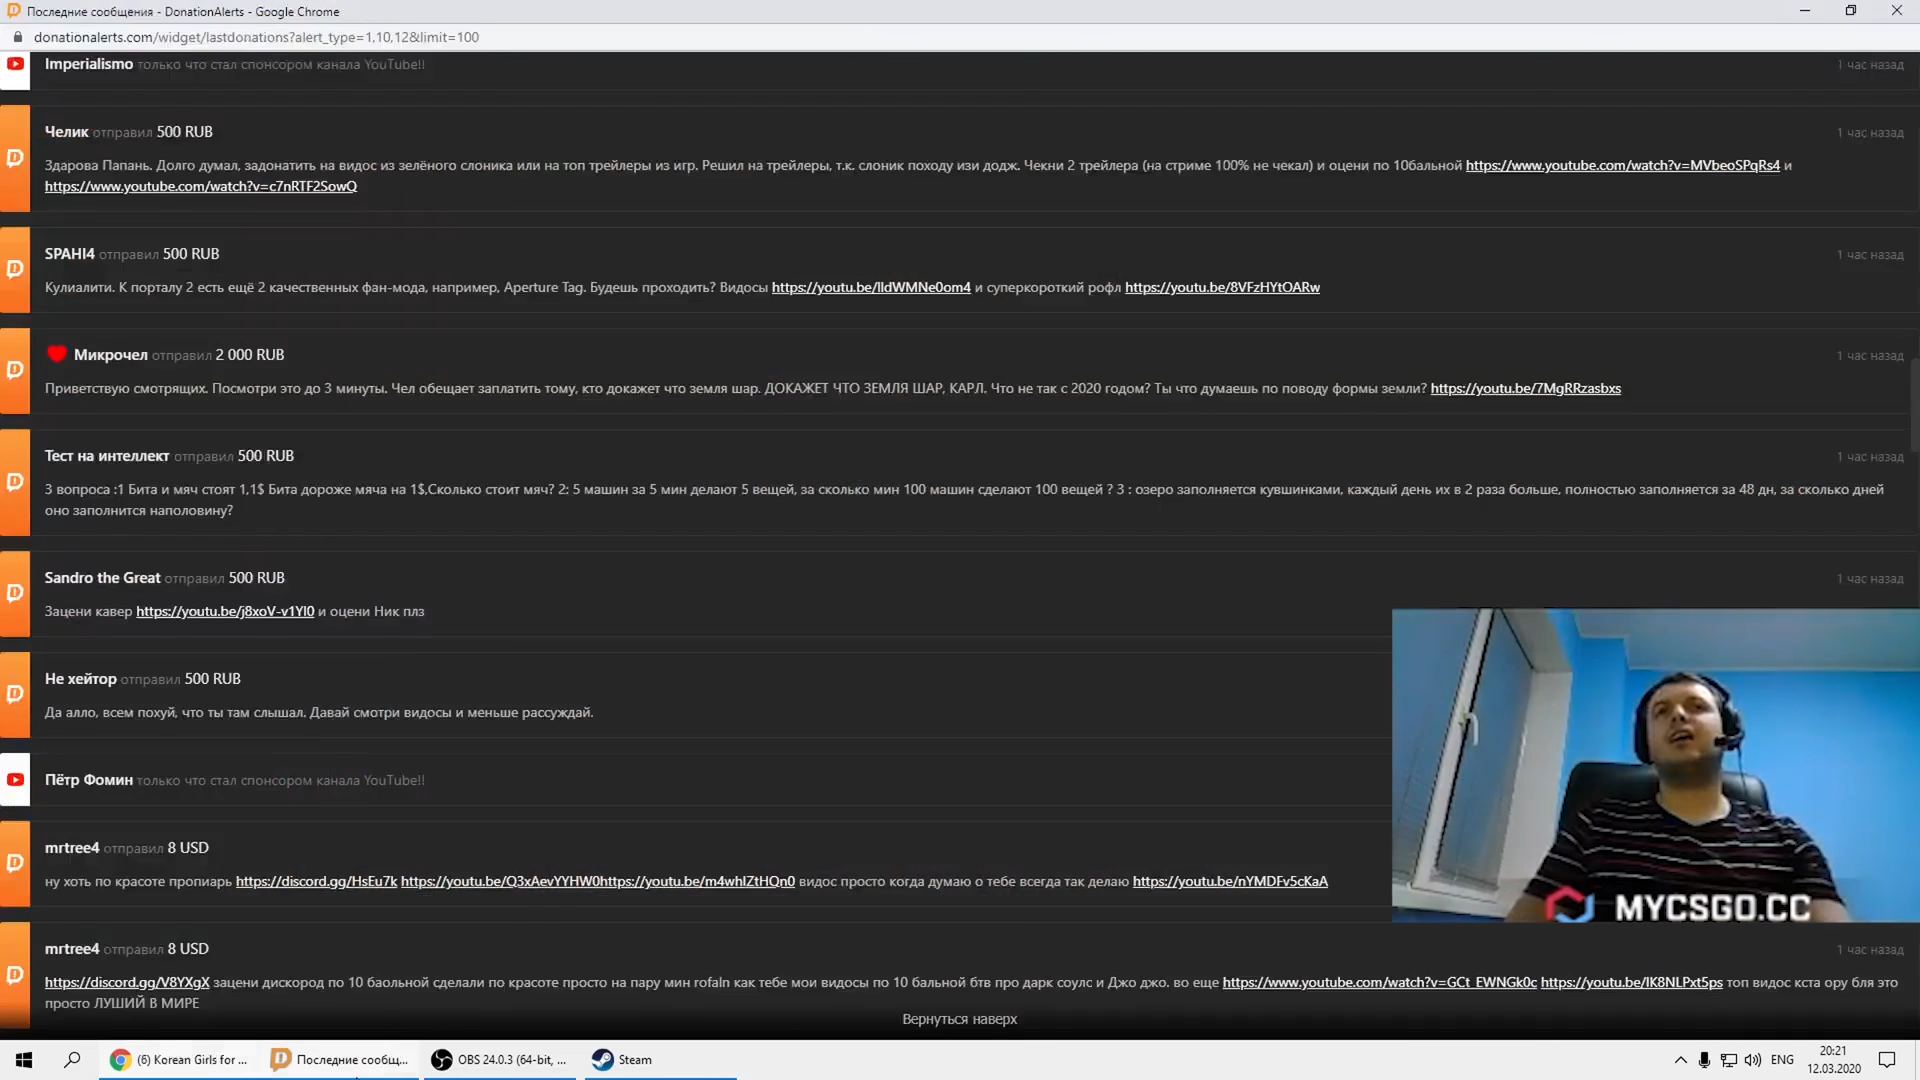 Последние сообщения - DonationAlerts - Google Chrome
donationalerts.com/widget/lastdonations?alert_type=1,10,12&limit=100
Imperialismo только что стал спонсором канала YouTube!!
1 час назад
Челик отправил 500 RUB
1 час назад
Здарова Папань. Долго думал, задонатить на видос из зелёного слоника или на топ трейлеры из игр. Решил на трейлеры, т.к. слоник походу изи додж. Чекни 2 трейлера (на стриме 100% не чекал) и оцени по 10бальной https://www.youtube.com/watch?v=MVbeoSPqRs4 и
https://www.youtube.com/watch?v=c7nRTF2SowQ
SPAHI4 отправил 500 RUB
1 час назад
Кулиалити. К порталу 2 есть ещё 2 качественных фан-мода, например, Aperture Tag. Будешь проходить? Видосы https://youtu.be/lldWMNe0om4 и суперкороткий рофл https://youtu.be/8VFzHYtOARw
Микрочел отправил 2 000 RUB
1 час назад
Приветствую смотрящих. Посмотри это до 3 минуты. Чел обещает заплатить тому, кто докажет что земля шар. ДОКАЖЕТ ЧТО ЗЕМЛЯ ШАР, КАРЛ. Что не так с 2020 годом? Ты что думаешь по поводу формы земли? https://youtu.be/7MgRRzasbxs
Тест на интеллект отправил 500 RUB
1 час назад
3 вопроса :1 Бита и мяч стоят 1,1$ Бита дороже мяча на 1$,Сколько стоит мяч? 2: 5 машин за 5 мин делают 5 вещей, за сколько мин 100 машин сделают 100 вещей ? 3 : озеро заполняется кувшинками, каждый день их в 2 раза больше, полностью заполняется за 48 дн, за сколько дней
оно заполнится наполовину?
Sandro the Great отправил 500 RUB
1 час назад
Зацени кавер https://youtu.be/j8xoV-v1Yl0 и оцени Ник плз
Не хейтор отправил 500 RUB
Да алло, всем похуй, что ты там слышал. Давай смотри видосы и меньше рассуждай.
Пётр Фомин только что стал спонсором канала YouTube!!
mrtree4 отправил 8 USD
ну хоть по красоте пропиарь https://discord.gg/HsEu7k https://youtu.be/Q3xAevYYHW0https://youtu.be/m4whIZtHQn0 видос просто когда думаю о тебе всегда так делаю https://youtu.be/nYMDFv5cKaA
MYCSGO.CC
mrtree4 отправил 8 USD
1 час назад
https://discord.gg/V8YXgX зацени дискород по 10 баольной сделали по красоте просто на пару мин rofaln как тебе мои видосы по 10 бальной бтв про дарк соулс и Джо джо. во еще https://www.youtube.com/watch?v=GCt_EWNGk0c https://youtu.be/IK8NLPxt5ps топ видос кста ору бля это
просто ЛУШИЙ В МИРЕ
Вернуться наверх
(6) Korean Girls for ...
Последние сообщ...
OBS 24.0.3 (64-bit, ...
Steam
ENG
20:21
12.03.2020